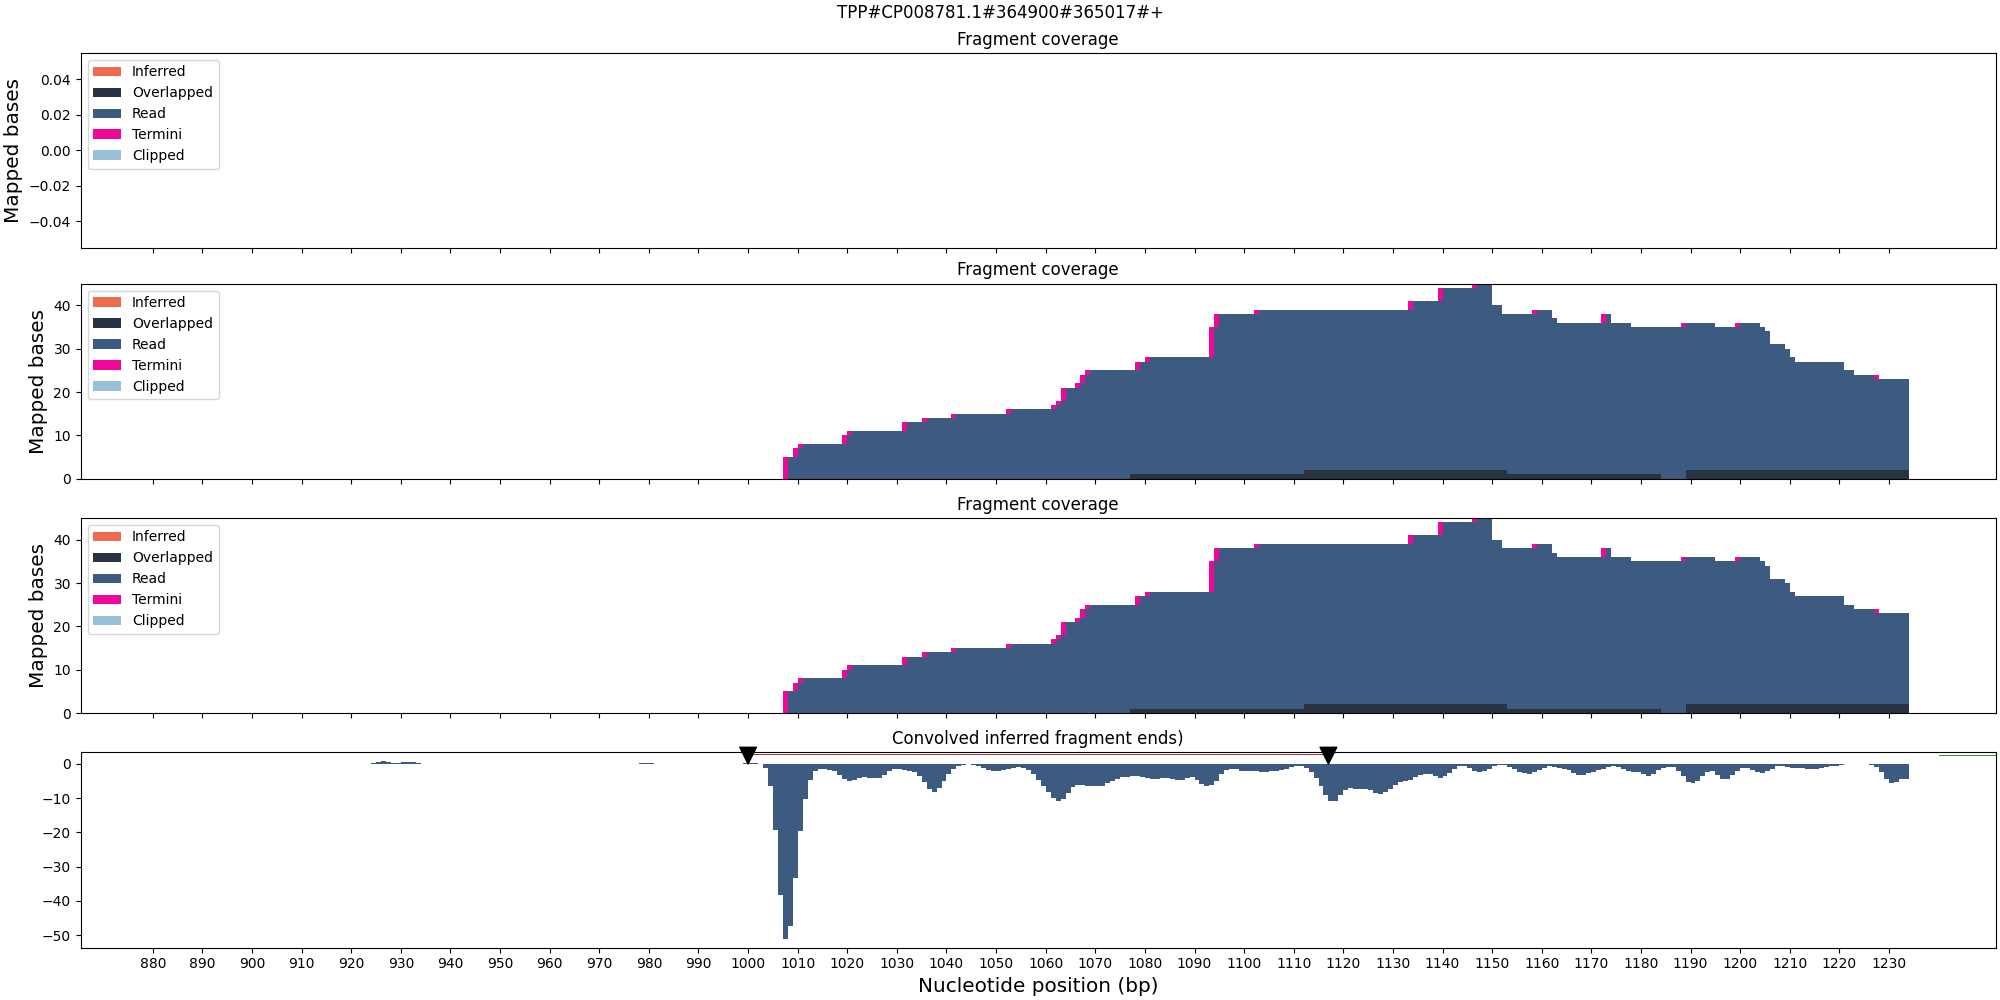 TPP#CP008781.1#364900#365017#+
Fragment coverage
Mapped bases
0.04
0.02
0.00
−0.02
−0.04
Inferred
Overlapped
Read
Termini
Clipped
Fragment coverage
Mapped bases
40
30
20
10
0
Inferred
Overlapped
Read
Termini
Clipped
Fragment coverage
Mapped bases
40
30
20
10
0
Inferred
Overlapped
Read
Termini
Clipped
Convolved inferred fragment ends)
0
−10
−20
−30
−40
−50
880 890 900 910 920 930 940 950 960 970 980 990 1000 1010 1020 1030 1040 1050 1060 1070 1080 1090 1100 1110 1120 1130 1140 1150 1160 1170 1180 1190 1200 1210 1220 1230
Nucleotide position (bp)